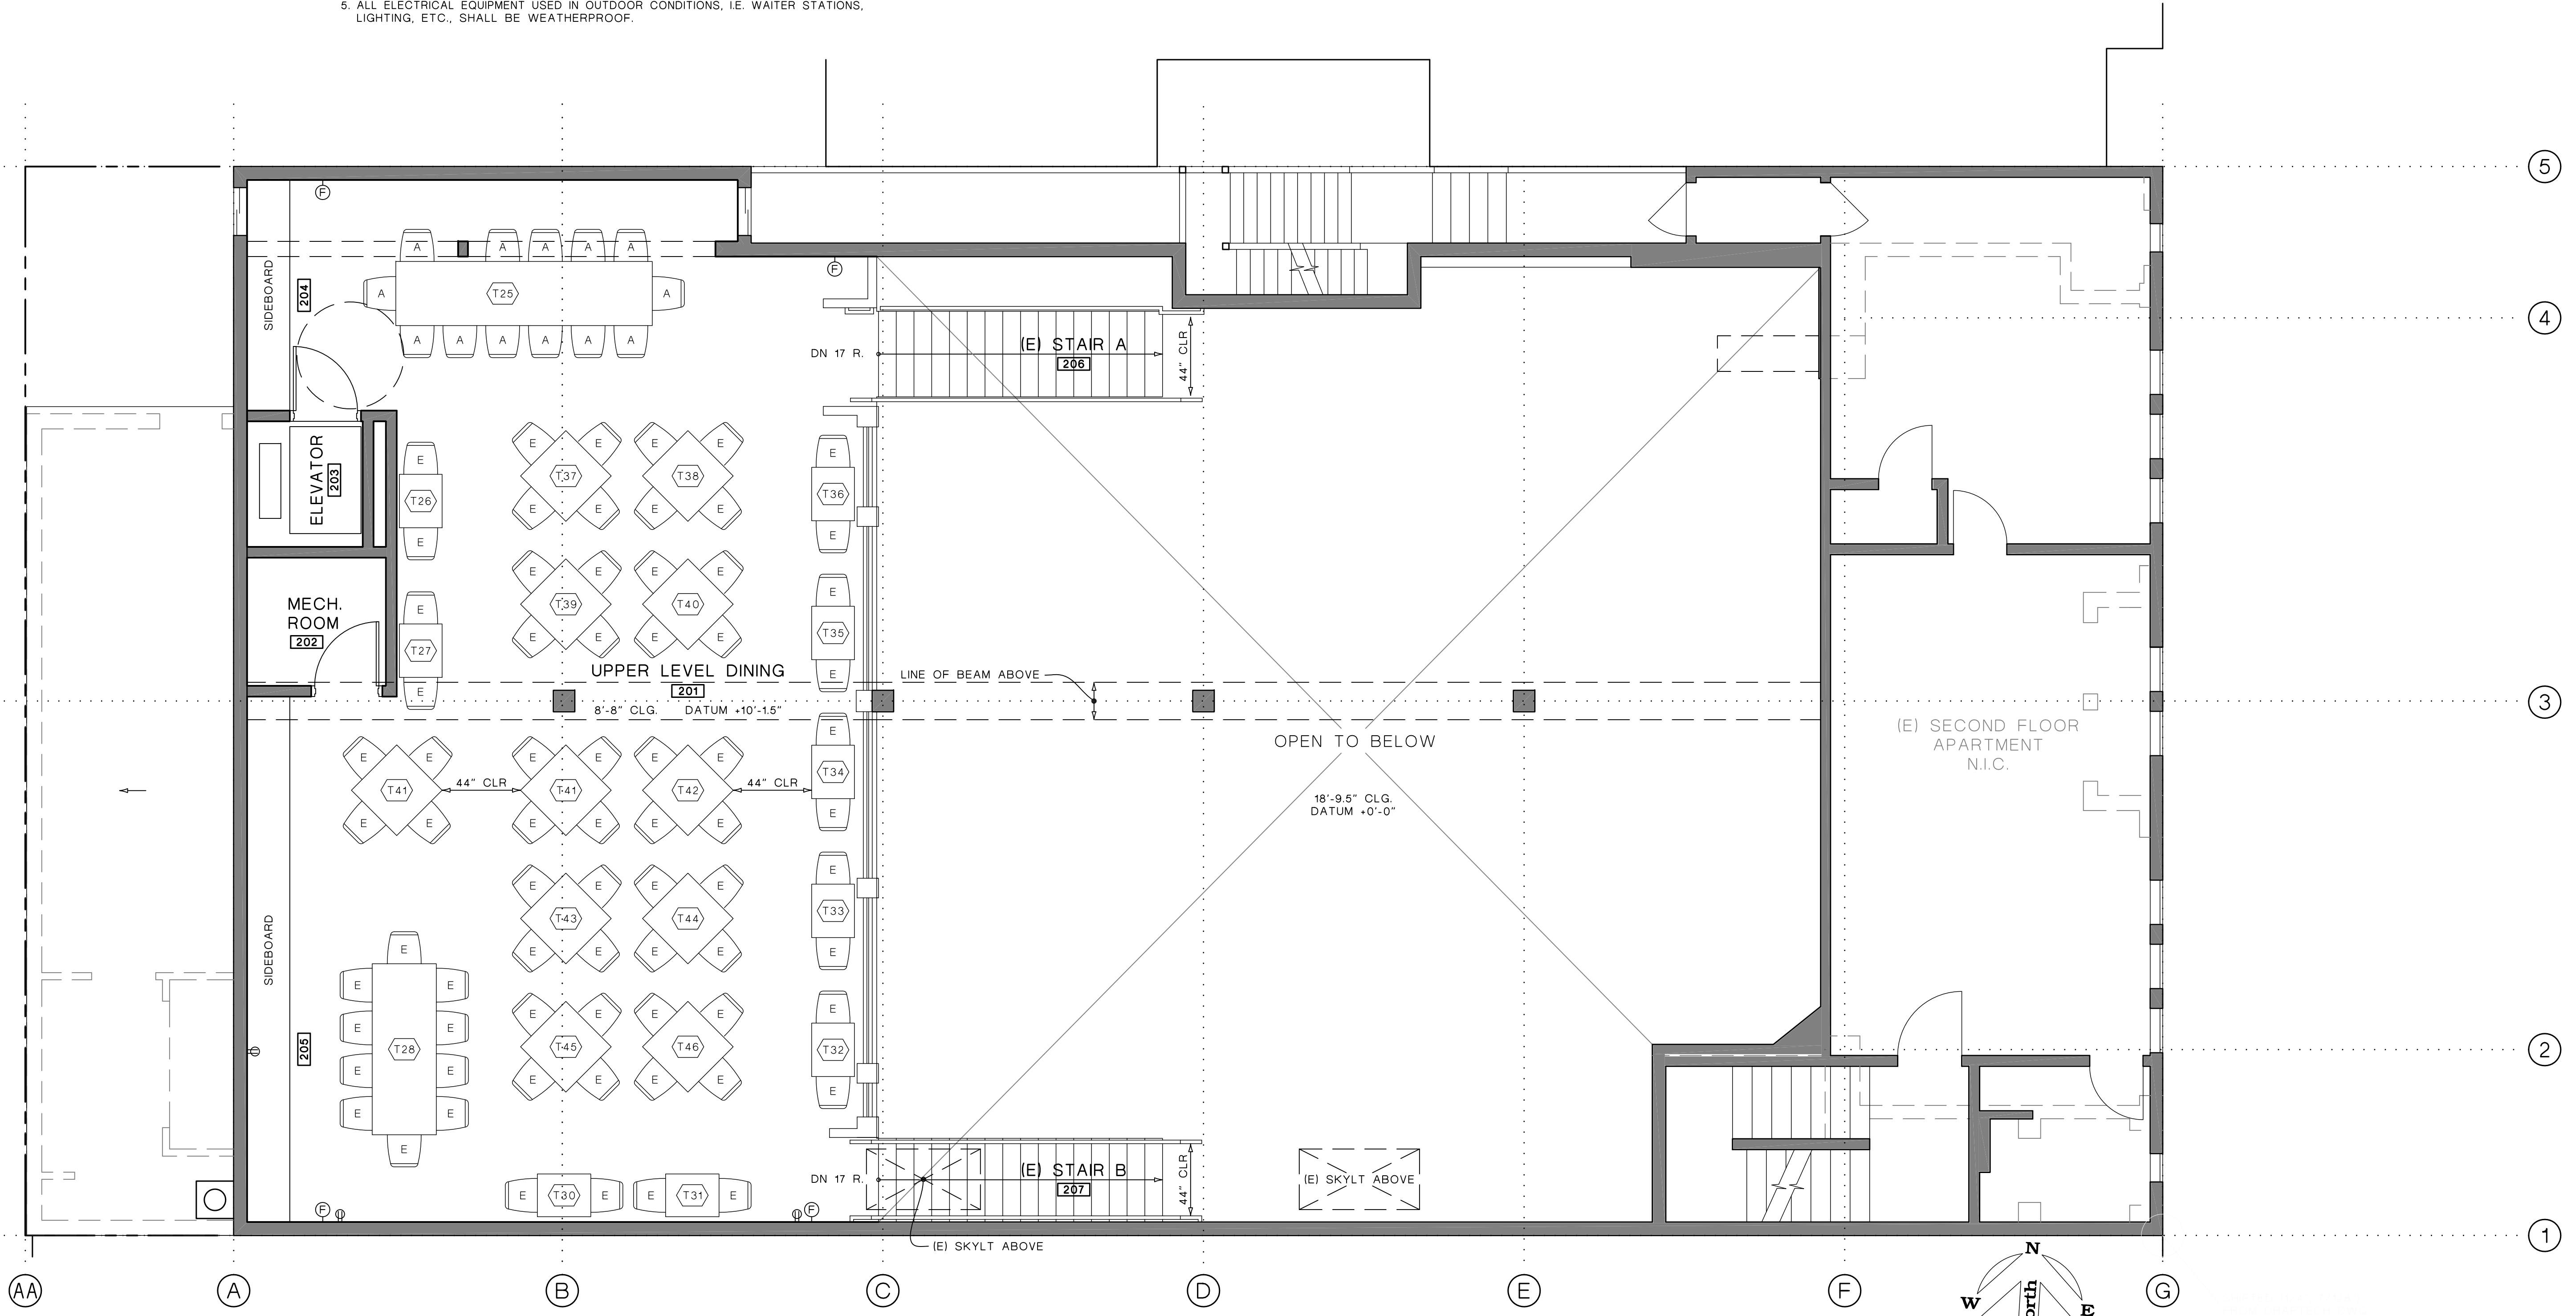 5. ALL ELECTRICAL EQUIPMENT USED IN OUTDOOR CONDITIONS, I.E. WAITER STATIONS,
LIGHTING, ETC., SHALL BE WEATHERPROOF.
5
F
A A A A A
SIDEBOARD
204
A T25 A
F
A A A A A A
4
DN 17 R.
(E) STAIR A
206
44" CLR
ELEVATOR
203
E
T26
E
E E
T37
E E
E E
T38
E E
E
T36
E
MECH.
ROOM
202
E
T27
E
E E
T39
E E
E E
T40
E E
E
T35
E
UPPER LEVEL DINING
201
8'-8" CLG. DATUM +10'-1.5"
LINE OF BEAM ABOVE
3
(E) SECOND FLOOR
APARTMENT
N.I.C.
OPEN TO BELOW
18'-9.5" CLG.
DATUM +0'-0"
E E
T41
E E
44" CLR
E E
T41
E E
E E
T42
E E
44" CLR
E
T34
E
SIDEBOARD
E E
T43
E E
E E
T44
E E
E
T33
E
205
E
E E
E E
T28
E E
E E
E
E E
T45
E E
E E
T46
E E
E
T32
E
2
DN 17 R.
(E) STAIR B
207
44" CLR
(E) SKYLT ABOVE
E T30 E
E T31 E
F
F
(E) SKYLT ABOVE
1
N
W
E
orth
AA A B C D E F G